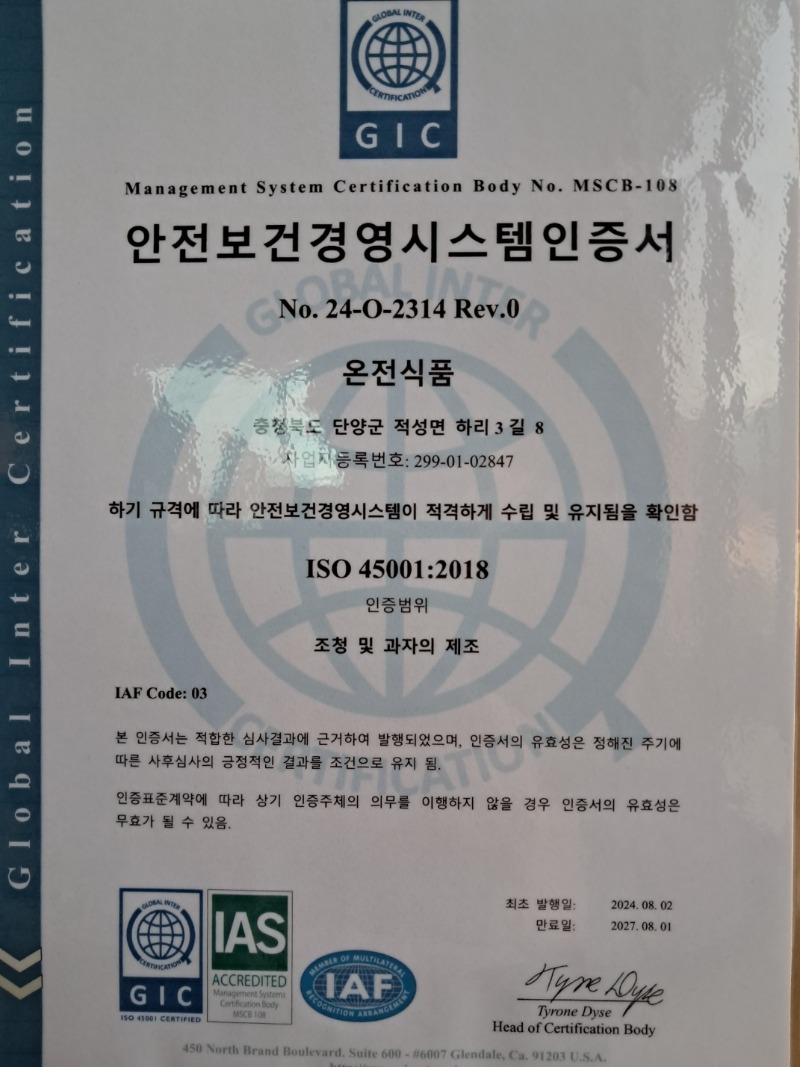 GLOBAL INTER
CERTIFICATION
GIC
Global Inter Certification
Management System Certification Body No. MSCB-108
안전보건경영시스템인증서
No. 24-O-2314 Rev.0
온전식품
충청북도 단양군 적성면 하리 3 길 8
사업자등록번호: 299-01-02847
하기 규격에 따라 안전보건경영시스템이 적격하게 수립 및 유지됨을 확인함
ISO 45001:2018
인증범위
조청 및 과자의 제조
IAF Code: 03
본 인증서는 적합한 심사결과에 근거하여 발행되었으며, 인증서의 유효성은 정해진 주기에
따른 사후심사의 긍정적인 결과를 조건으로 유지 됨.
인증표준계약에 따라 상기 인증주체의 의무를 이행하지 않을 경우 인증서의 유효성은
무효가 될 수 있음.
GLOBAL INTER
CERTIFICATION
GIC
ISO 45001 CERTIFIED
IAS
ACCREDITED
Management Systems
Certification Body
MSCB 108
MEMBER OF MULTILATERAL
IAF
RECOGNITION ARRANGEMENT
최초 발행일: 2024. 08. 02
만료일: 2027. 08. 01
Tyrone Dyse
Tyrone Dyse
Head of Certification Body
450 North Brand Boulevard. Suite 600 - #6007 Glendale, Ca. 91203 U.S.A.
GLOBAL INTER
CERTIFICATION